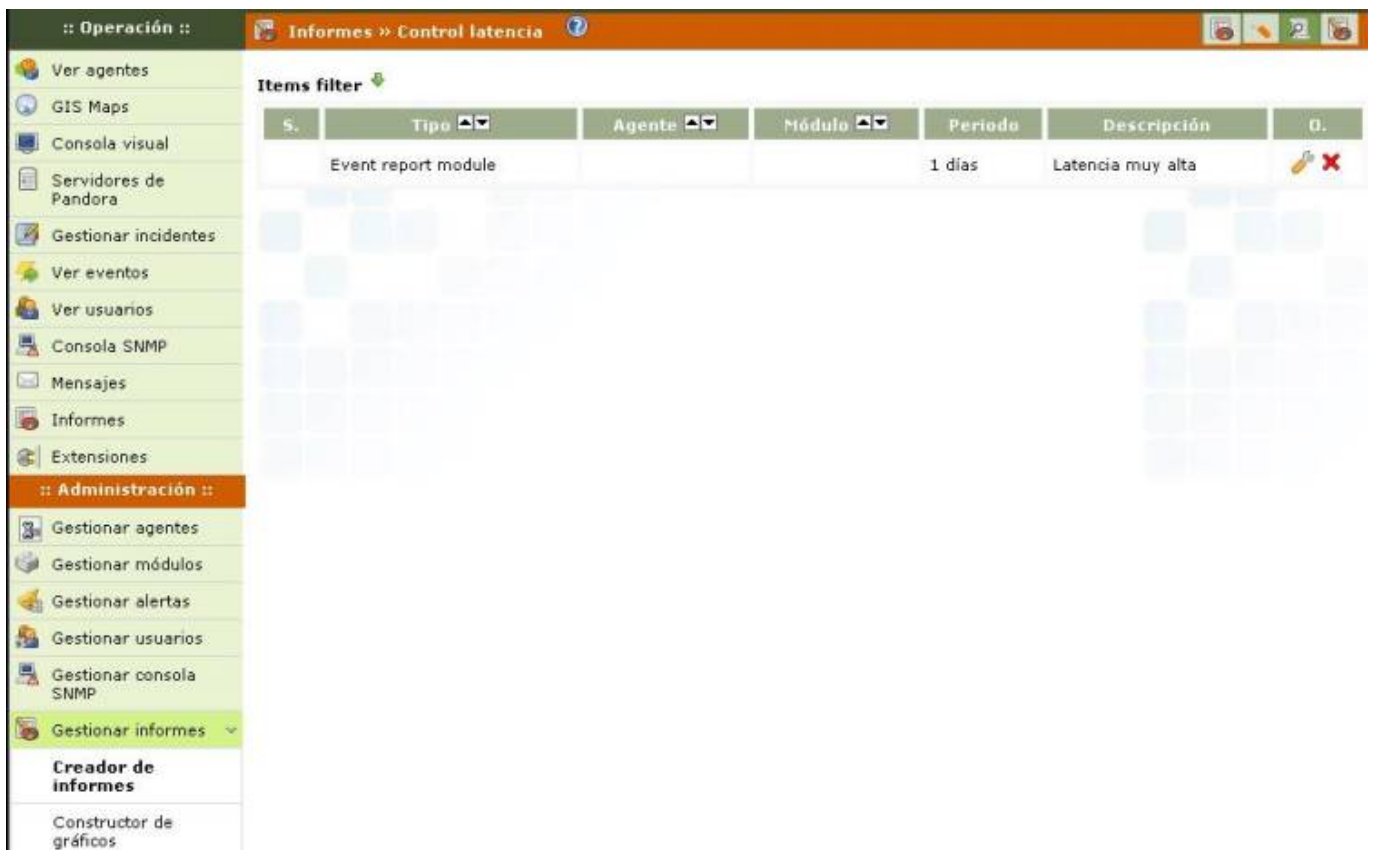 :: Operación ::
Ver agentes
GIS Maps
Consola visual
Servidores de
Pandora
Gestionar incidentes
Ver eventos
Ver usuarios
Consola SNMP
Mensajes
Informes
Extensiones
:: Administración ::
Gestionar agentes
Gestionar módulos
Gestionar alertas
Gestionar usuarios
Gestionar consola
SNMP
Gestionar informes
Creador de
informes
Constructor de
gráficos
Informes » Control latencia
Items filter
S. Tipo Agente Módulo Periodo Descripción O.
Event report module 1 días Latencia muy alta